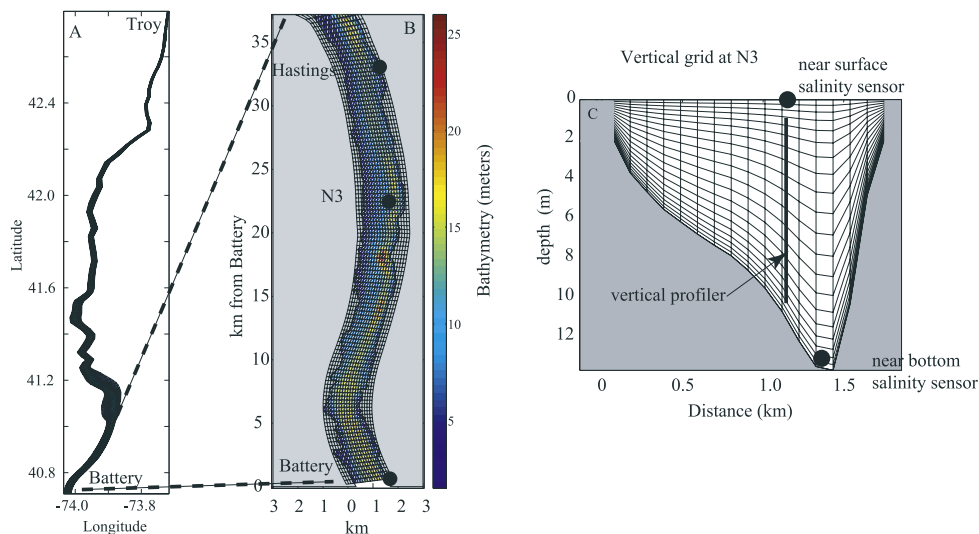 A
Troy
42.4
42.0
41.6
41.2
40.8
Latitude
Battery
-74.0
-73.8
Longitude
B
35
30
25
20
15
10
5
0
km from Battery
Hastings
N3
Battery
3
2
1
0
1
2
3
km
25
20
15
10
5
Bathymetry (meters)
Vertical grid at N3
near surface
salinity sensor
C
0
2
4
6
8
10
12
depth (m)
vertical profiler
near bottom
salinity sensor
0
0.5
1.0
1.5
Distance (km)